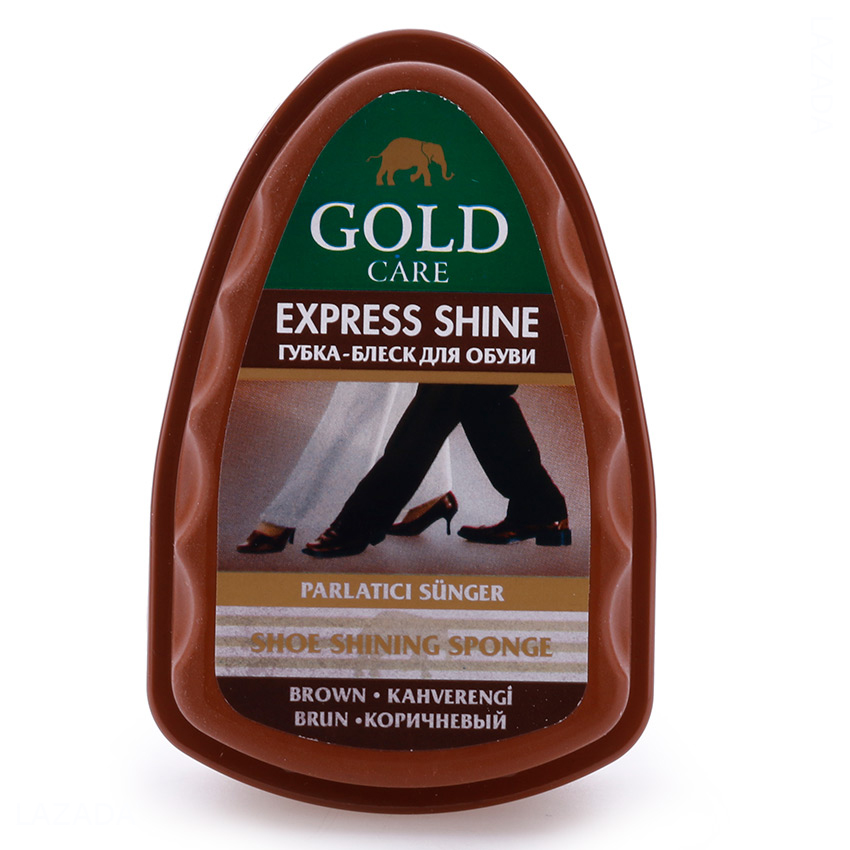 GOLD
CARE
EXPRESS SHINE
ГУБКА-БЛЕСК ДЛЯ ОБУВИ
PARLATICI SÜNGER
SHOE SHINING SPONGE
BROWN • KAHVERENGİ
BRUN •КОРИЧНЕВЫЙ